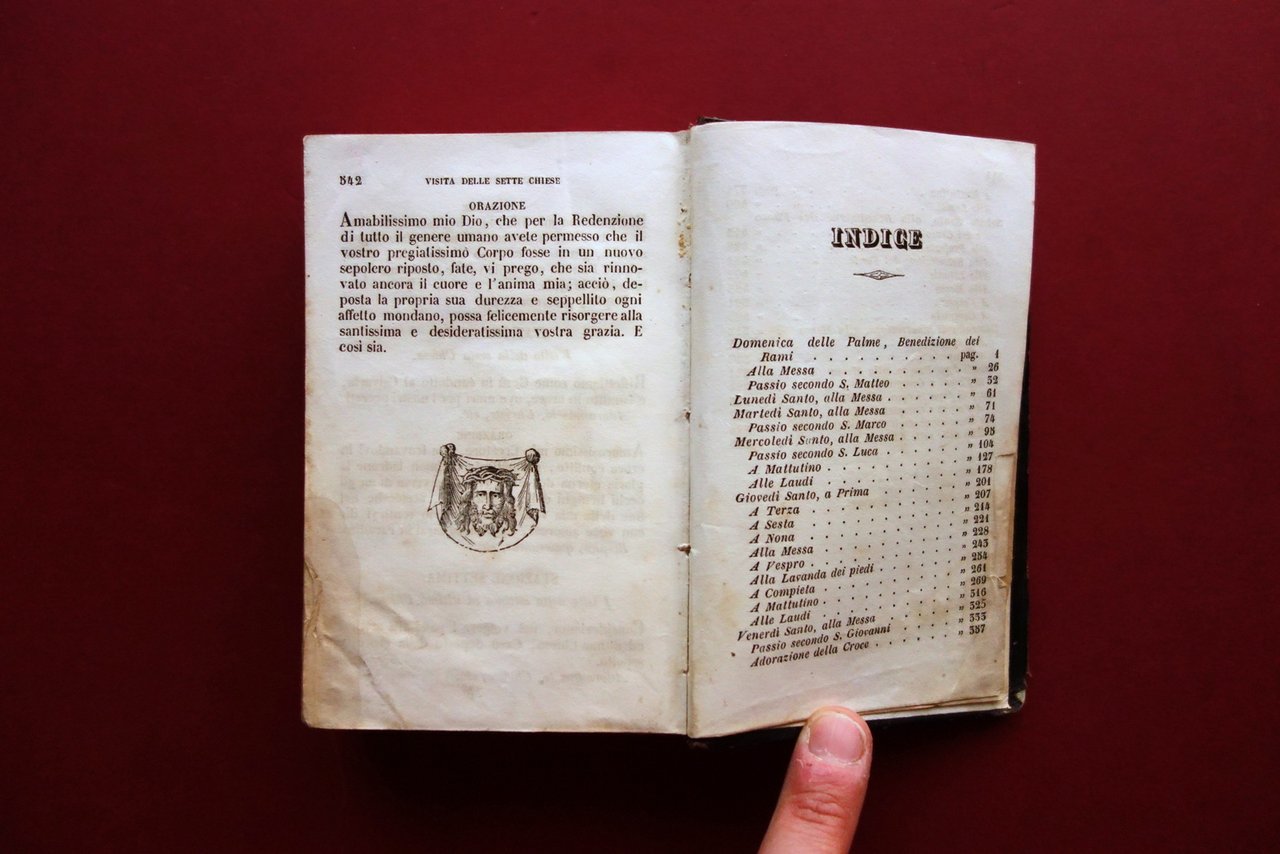 542 VISITA DELLE SETTE CHIESE
ORAZIONE
Amabilissimo mio Dio, che per la Redenzione
di tutto il genere umano avete permesso che il
vostro pregiatissimo Corpo fosse in un nuovo
sepolcro riposto, fate, vi prego, che sia rinno-
vato ancora il cuore e l'anima mia; acciò, de-
posta la propria sua durezza e seppellito ogni
affetto mondano, possa felicemente risorgere alla
santissima e desideratissima vostra grazia. E
così sia.
INDICE
Domenica delle Palme, Benedizione dei
Rami . . . . . . . . . . pag. 1
Alla Messa . . . . . . . . . . „ 26
Passio secondo S. Matteo . . . . . . „ 32
Lunedì Santo, alla Messa . . . . . . . „ 61
Martedì Santo, alla Messa . . . . . . „ 71
Passio secondo S. Marco . . . . . . „ 74
Mercoledì Santo, alla Messa . . . . . . „ 95
Passio secondo S. Luca . . . . . . „ 104
A Mattutino . . . . . . . . . „ 127
Alle Laudi . . . . . . . . . . „ 178
Giovedì Santo, a Prima . . . . . . . „ 201
A Terza . . . . . . . . . . „ 207
A Sesta . . . . . . . . . . „ 214
A Nona . . . . . . . . . . „ 221
Alla Messa . . . . . . . . . „ 228
A Vespro . . . . . . . . . . „ 243
Alla Lavanda dei piedi . . . . . . „ 254
A Compieta . . . . . . . . . „ 261
A Mattutino . . . . . . . . . „ 269
Alle Laudi . . . . . . . . . „ 316
Venerdì Santo, alla Messa . . . . . . „ 325
Passio secondo S. Giovanni . . . . . „ 333
Adorazione della Croce . . . . . . „ 357